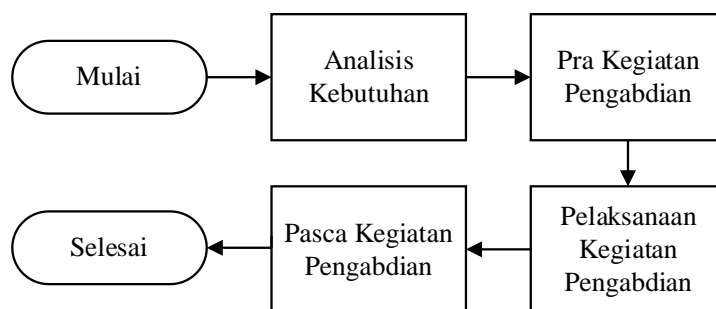 Mulai
Analisis
Kebutuhan
Pra Kegiatan
Pengabdian
Pelaksanaan
Kegiatan
Pengabdian
Pasca Kegiatan
Pengabdian
Selesai